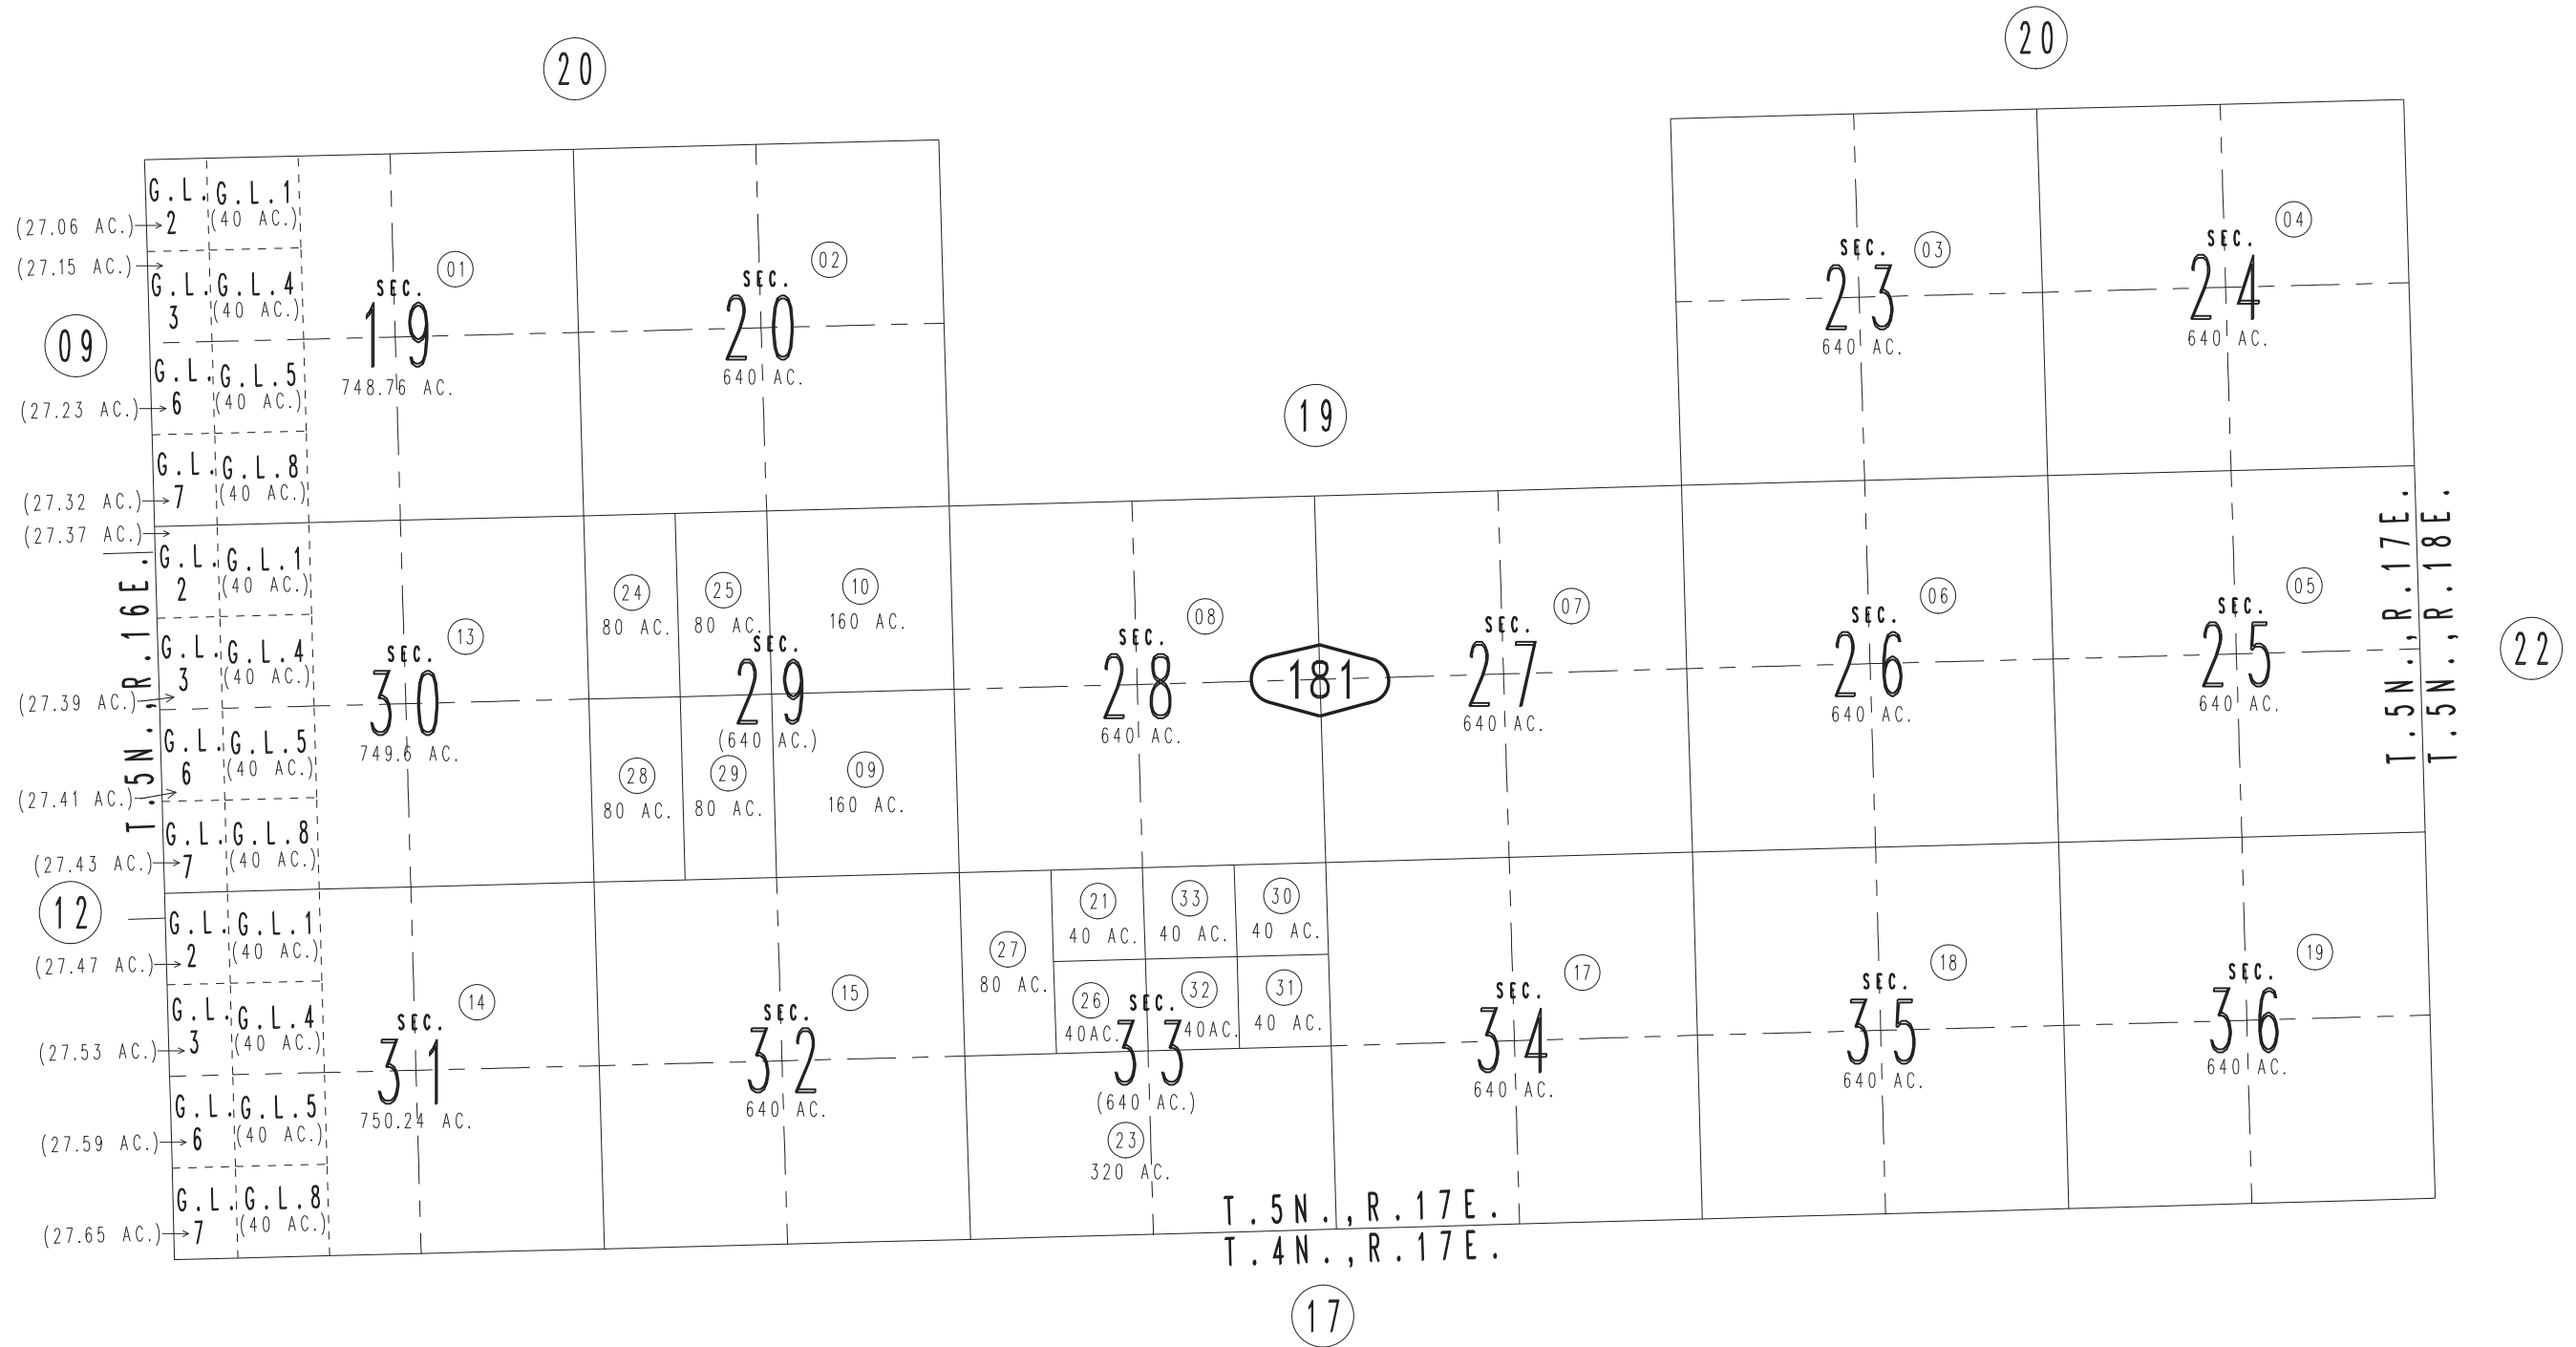 20
20
G.L. 2
G.L.1
(40 AC.)
(27.06 AC.)
(27.15 AC.)
G.L. 3
G.L.4
(40 AC.)
09
G.L. 6
G.L.5
(40 AC.)
(27.23 AC.)
G.L. 7
G.L.8
(40 AC.)
(27.32 AC.)
SEC.
19
01
748.76 AC.
SEC.
20
02
640 AC.
19
SEC.
23
03
640 AC.
SEC.
24
04
640 AC.
(27.37 AC.)
G.L. 2
G.L.1
(40 AC.)
T.5N.,R.16E.
G.L. 3
G.L.4
(40 AC.)
(27.39 AC.)
G.L. 6
G.L.5
(40 AC.)
(27.41 AC.)
G.L. 7
G.L.8
(40 AC.)
(27.43 AC.)
SEC.
30
13
749.6 AC.
24
80 AC.
25
80 AC.
10
160 AC.
SEC.
29
(640 AC.)
28
80 AC.
29
80 AC.
09
160 AC.
SEC.
28
08
640 AC.
181
SEC.
27
07
640 AC.
SEC.
26
06
640 AC.
SEC.
25
05
640 AC.
T.5N.,R.17E.
T.5N.,R.18E.
22
12
G.L. 2
G.L.1
(40 AC.)
(27.47 AC.)
G.L. 3
G.L.4
(40 AC.)
(27.53 AC.)
G.L. 6
G.L.5
(40 AC.)
(27.59 AC.)
G.L. 7
G.L.8
(40 AC.)
(27.65 AC.)
SEC.
31
14
750.24 AC.
SEC.
32
15
640 AC.
27
80 AC.
21
40 AC.
33
40 AC.
30
40 AC.
26
40AC.
32
40AC.
31
40 AC.
SEC.
33
(640 AC.)
23
320 AC.
SEC.
34
17
640 AC.
SEC.
35
18
640 AC.
SEC.
36
19
640 AC.
T.5N.,R.17E.
T.4N.,R.17E.
17